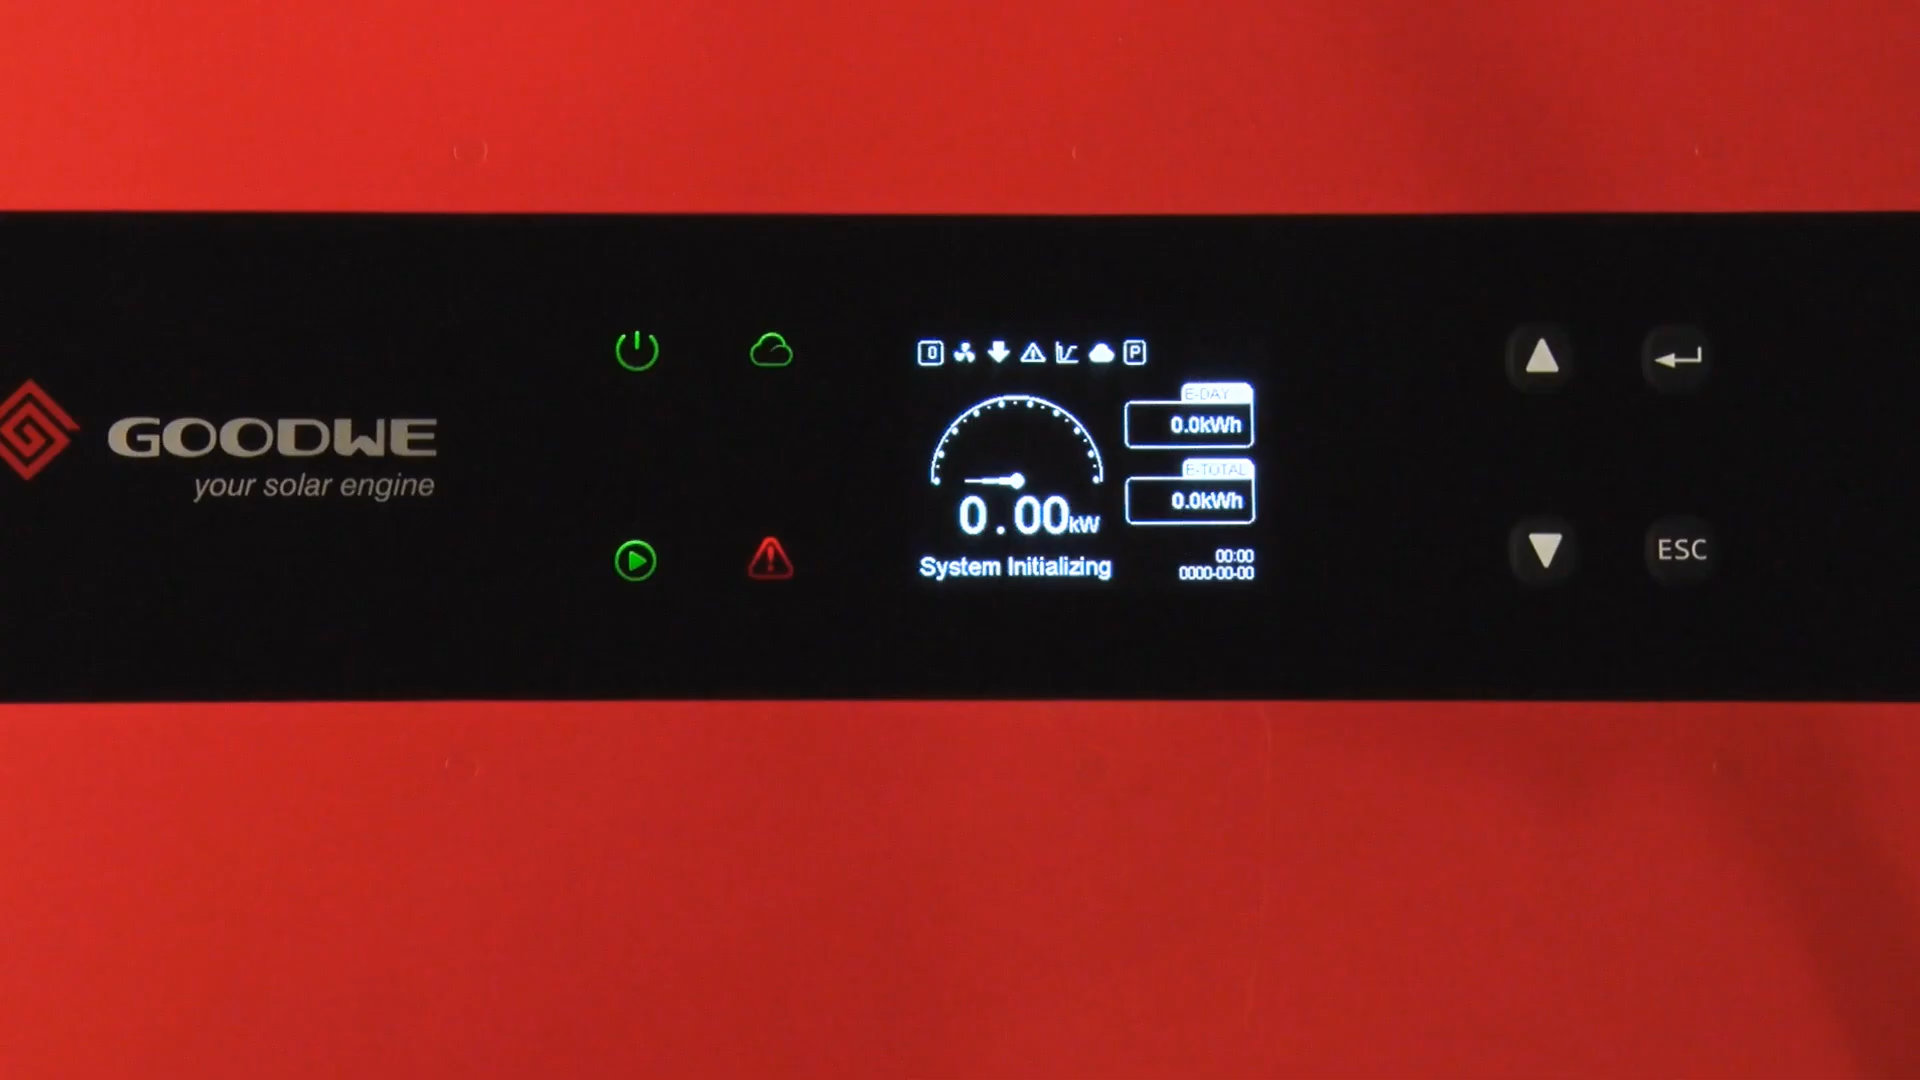 GOODWE
your solar engine
0
P
E-DAY
0.0kWh
E-TOTAL
0.0kWh
0.00kW
System Initializing
00:00
0000-00-00
ESC